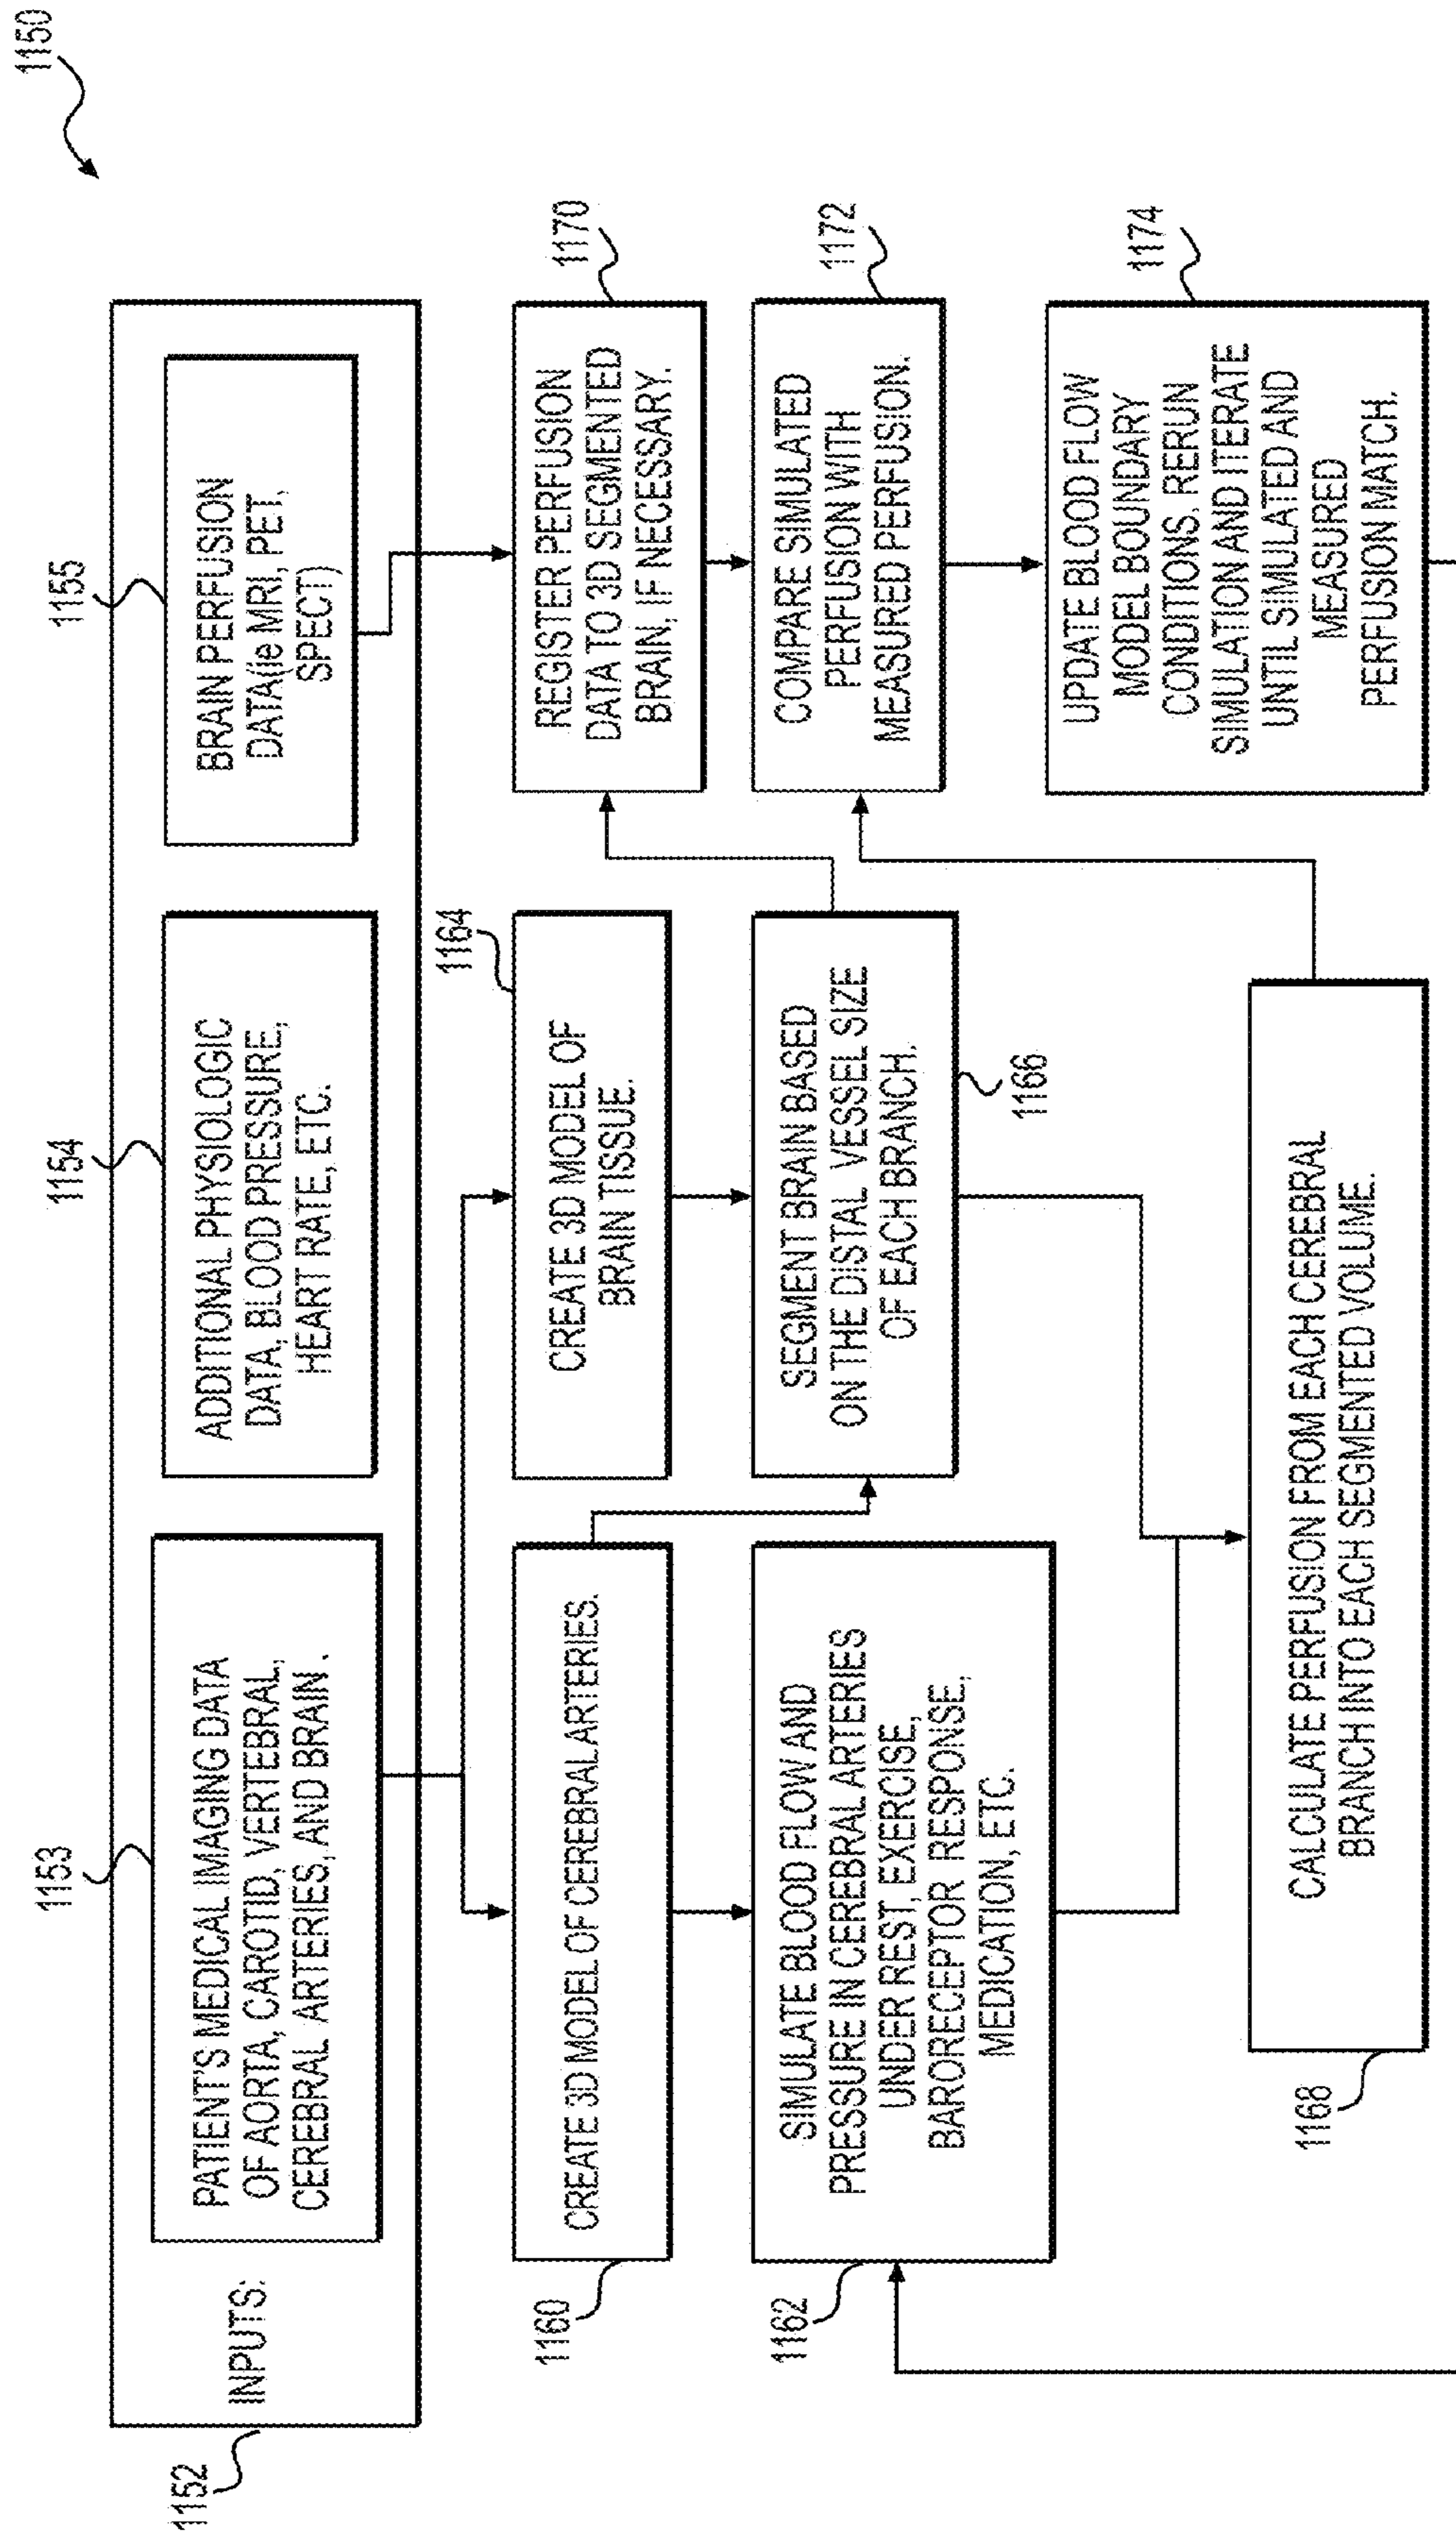 1150
1152
INPUTS:
1153
PATIENT'S MEDICAL IMAGING DATA
OF AORTA, CAROTID, VERTEBRAL,
CEREBRAL ARTERIES, AND BRAIN.
1154
ADDITIONAL PHYSIOLOGIC
DATA, BLOOD PRESSURE,
HEART RATE, ETC.
1155
BRAIN PERFUSION
DATA(ie MRI, PET,
SPECT)
1160
CREATE 3D MODEL OF CEREBRAL ARTERIES.
1164
CREATE 3D MODEL OF
BRAIN TISSUE.
1170
REGISTER PERFUSION
DATA TO 3D SEGMENTED
BRAIN, IF NECESSARY.
1162
SIMULATE BLOOD FLOW AND
PRESSURE IN CEREBRAL ARTERIES
UNDER REST, EXERCISE,
BARORECEPTOR RESPONSE,
MEDICATION, ETC.
SEGMENT BRAIN BASED
ON THE DISTAL VESSEL SIZE
OF EACH BRANCH.
1166
1172
COMPARE SIMULATED
PERFUSION WITH
MEASURED PERFUSION.
1168
CALCULATE PERFUSION FROM EACH CEREBRAL
BRANCH INTO EACH SEGMENTED VOLUME.
1174
UPDATE BLOOD FLOW
MODEL BOUNDARY
CONDITIONS, RERUN
SIMULATION AND ITERATE
UNTIL SIMULATED AND
MEASURED
PERFUSION MATCH.